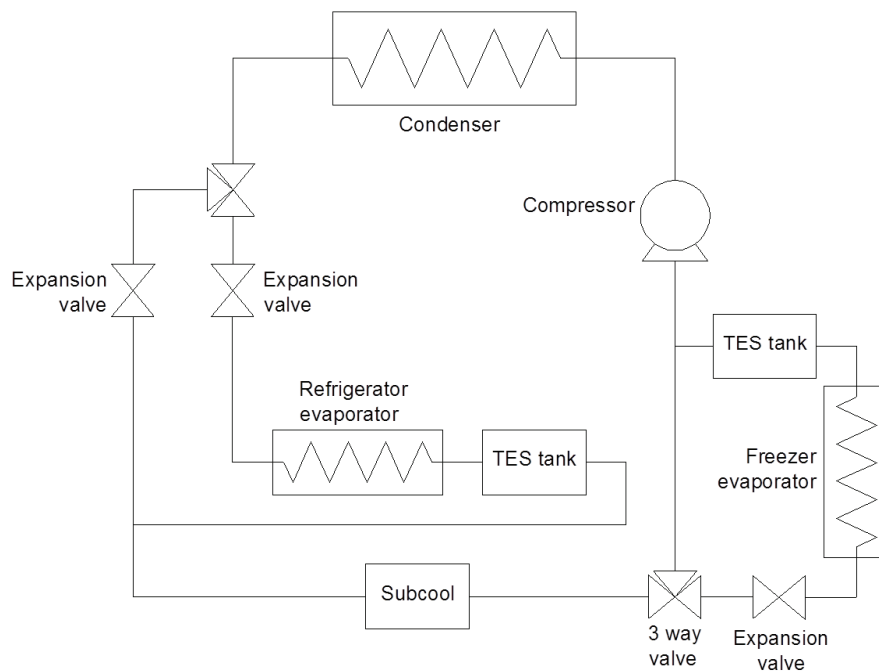 Condenser
Compressor
Expansion
valve
Expansion
valve
TES tank
Refrigerator
evaporator
TES tank
Freezer
evaporator
Subcool
3 way
valve
Expansion
valve